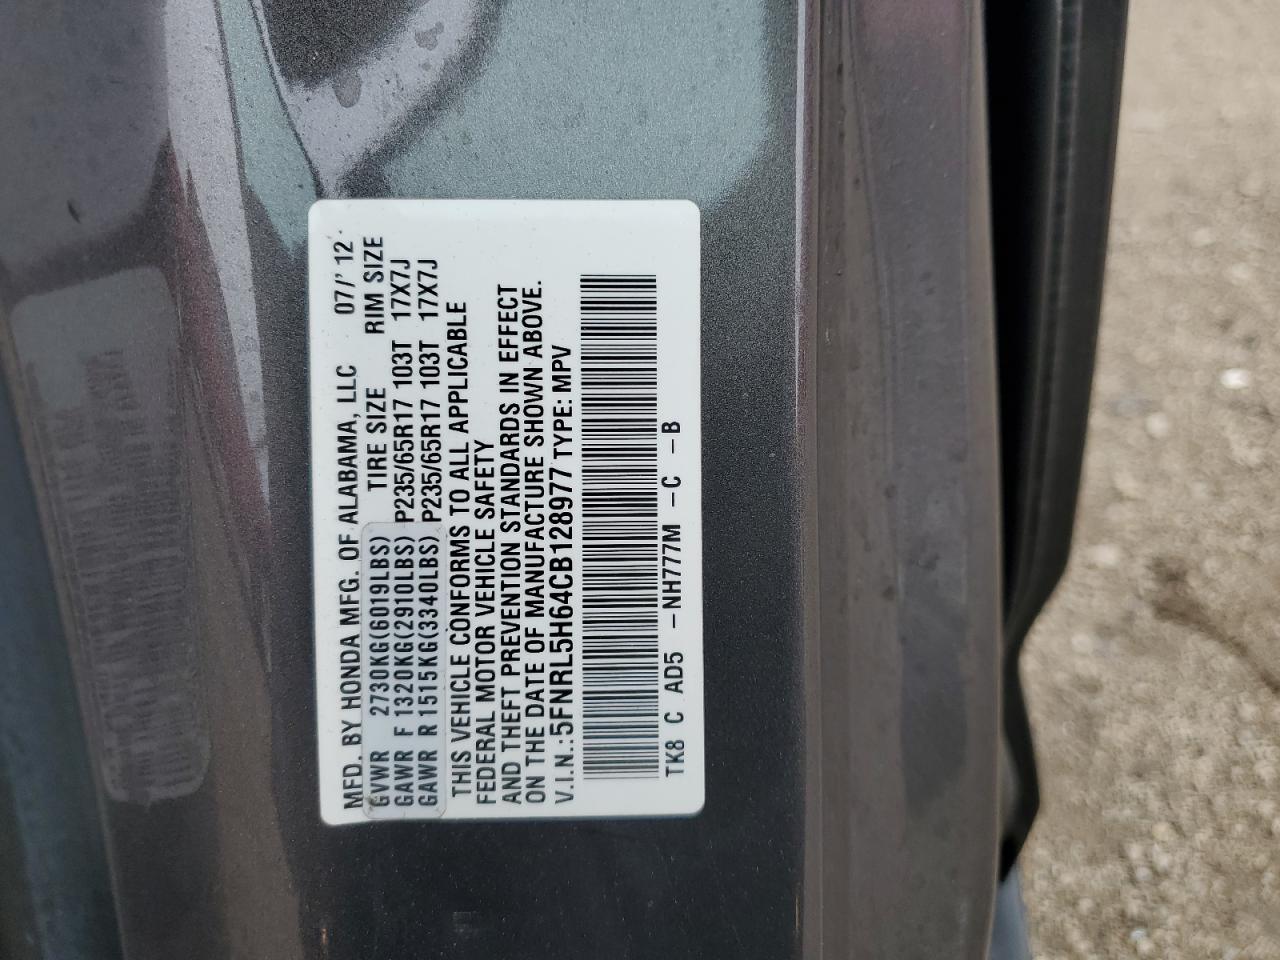 MFD. BY HONDA MFG. OF ALABAMA, LLC 07/'12
GVWR 2730KG(6019LBS) TIRE SIZE RIM SIZE
GAWR F 1320KG(2910LBS) P235/65R17 103T 17X7J
GAWR R 1515KG(3340LBS) P235/65R17 103T 17X7J
THIS VEHICLE CONFORMS TO ALL APPLICABLE
FEDERAL MOTOR VEHICLE SAFETY
AND THEFT PREVENTION STANDARDS IN EFFECT
ON THE DATE OF MANUFACTURE SHOWN ABOVE.
V.I.N.:5FNRL5H64CB128977 TYPE: MPV
TK8 C AD5 -NH777M -C -B